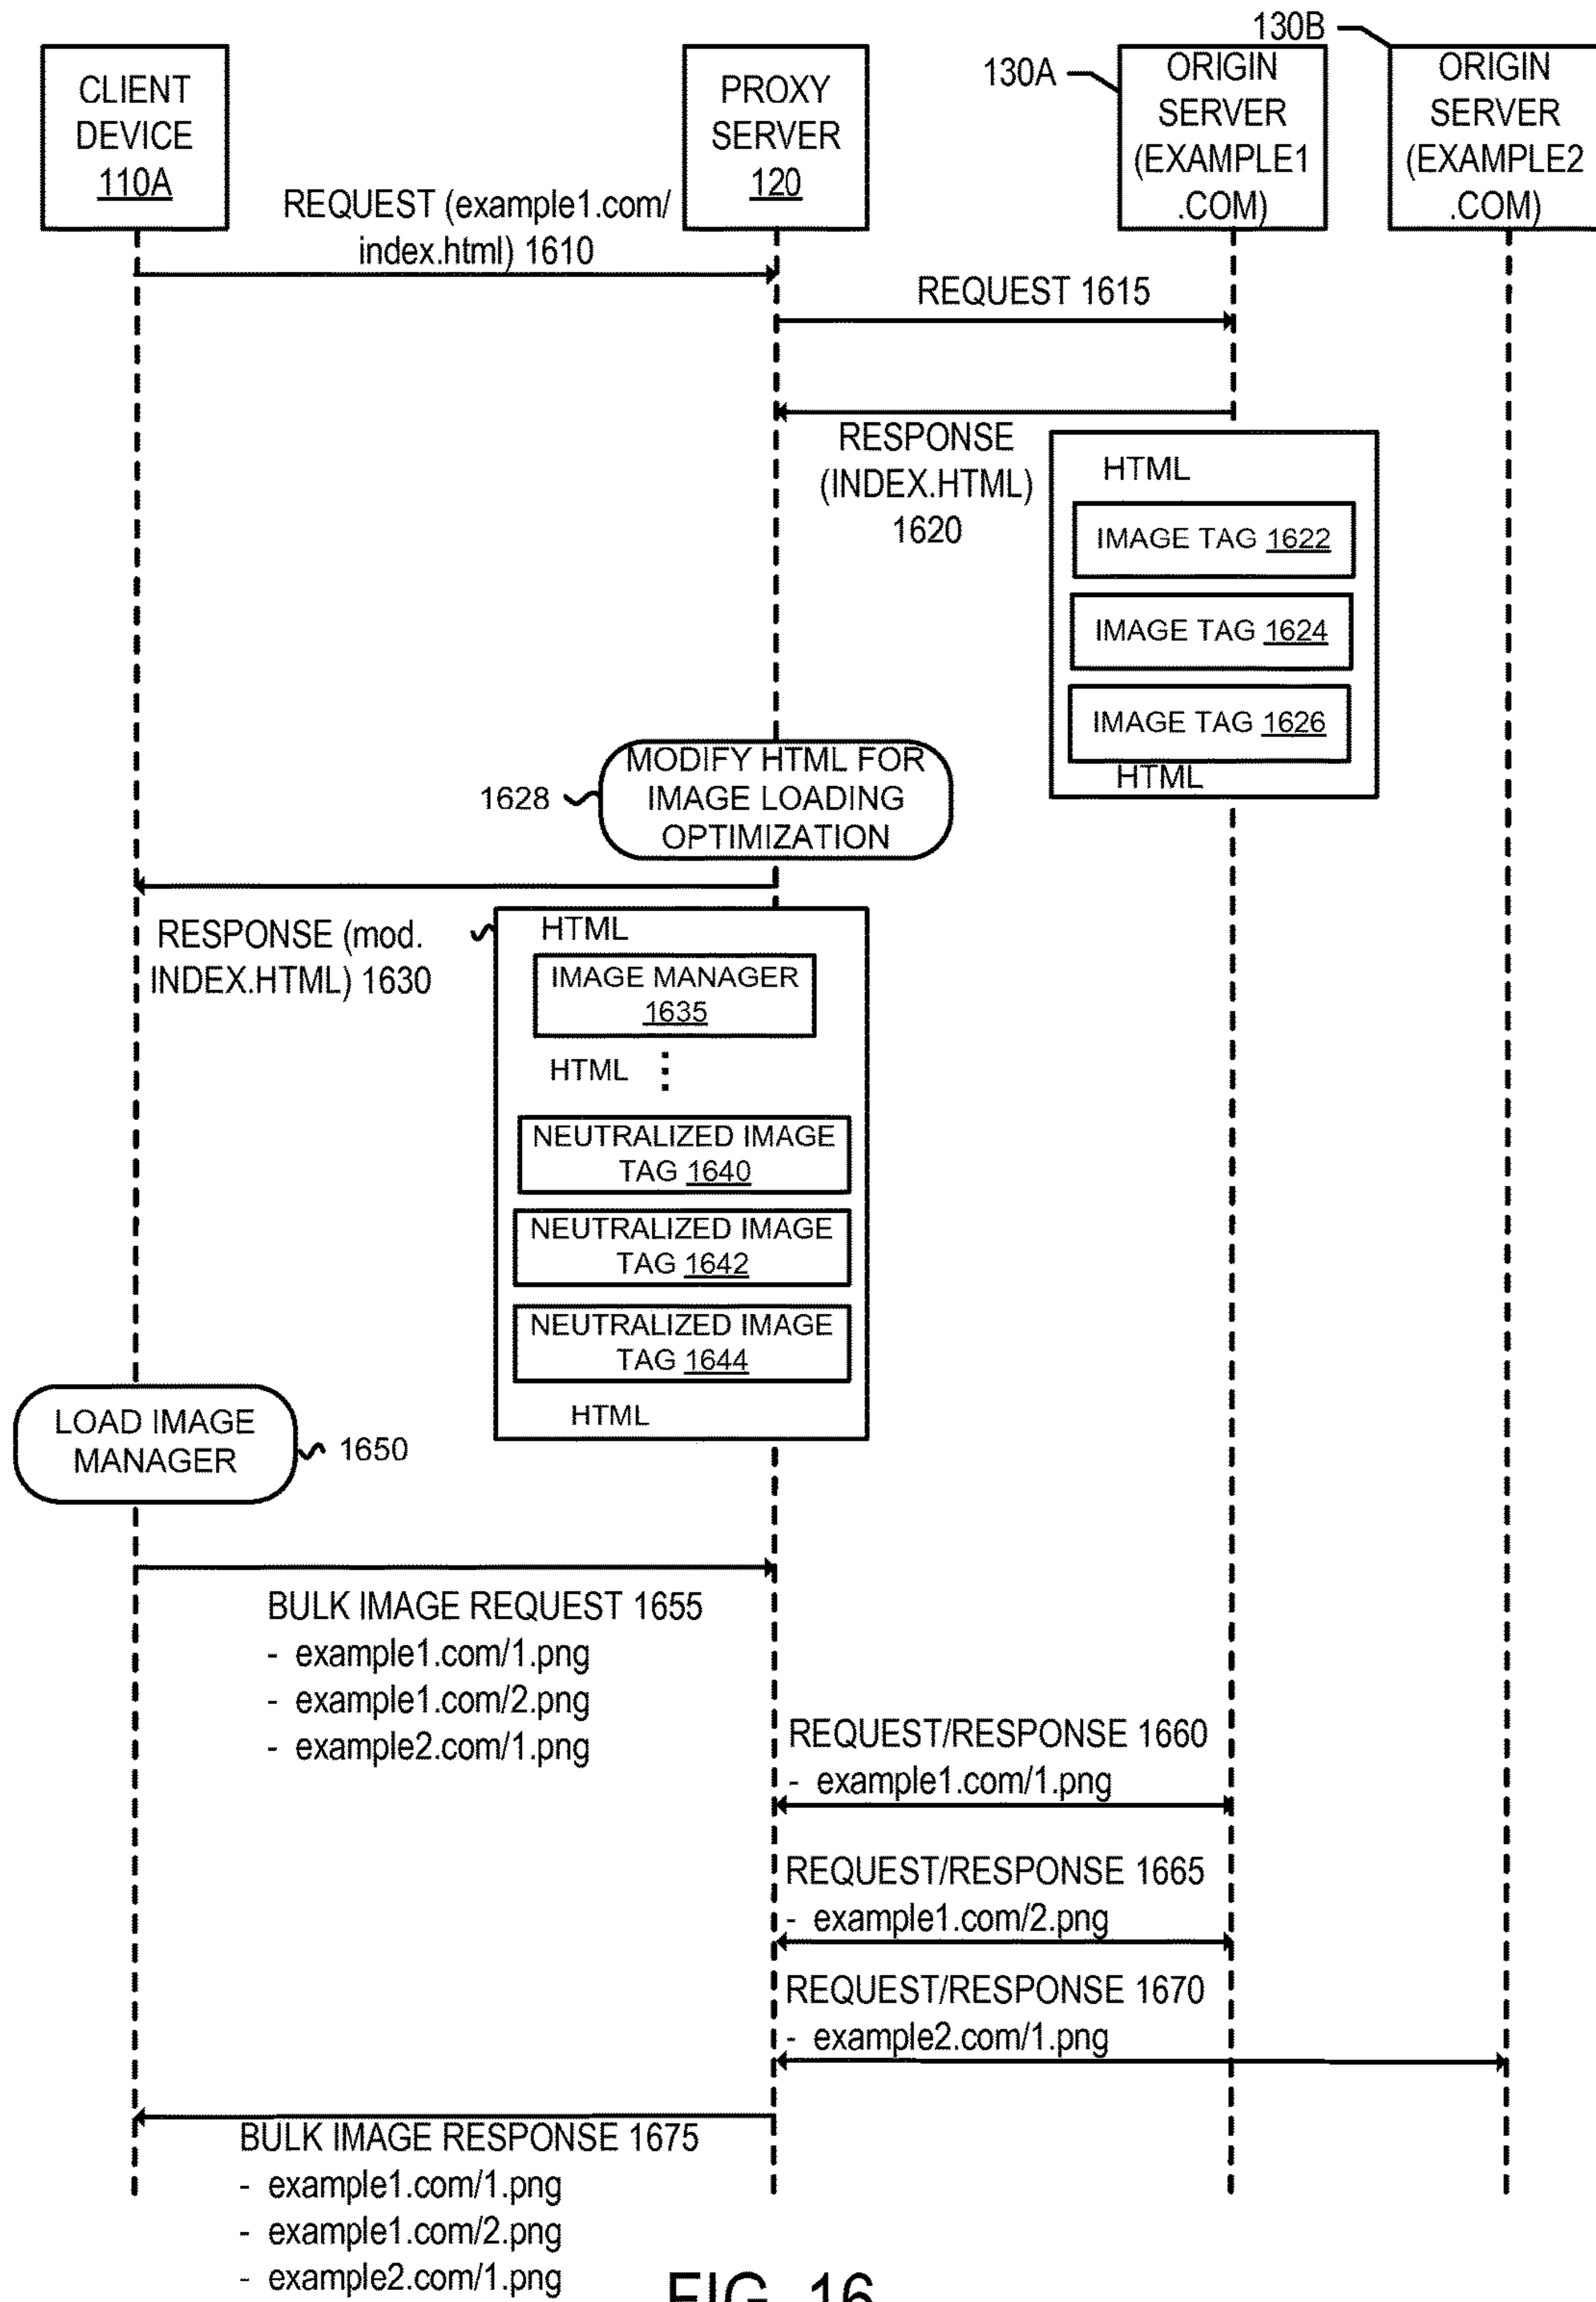 130B
130A
CLIENT
DEVICE
110A
PROXY
SERVER
120
ORIGIN
SERVER
(EXAMPLE1
.COM)
ORIGIN
SERVER
(EXAMPLE2
.COM)
REQUEST (example1.com/
index.html) 1610
REQUEST 1615
RESPONSE
(INDEX.HTML)
1620
HTML
IMAGE TAG 1622
IMAGE TAG 1624
IMAGE TAG 1626
HTML
1628
MODIFY HTML FOR
IMAGE LOADING
OPTIMIZATION
RESPONSE (mod.
INDEX.HTML) 1630
HTML
IMAGE MANAGER
1635
HTML
NEUTRALIZED IMAGE
TAG 1640
NEUTRALIZED IMAGE
TAG 1642
NEUTRALIZED IMAGE
TAG 1644
HTML
LOAD IMAGE
MANAGER
1650
BULK IMAGE REQUEST 1655
- example1.com/1.png
- example1.com/2.png
- example2.com/1.png
REQUEST/RESPONSE 1660
- example1.com/1.png
REQUEST/RESPONSE 1665
- example1.com/2.png
REQUEST/RESPONSE 1670
- example2.com/1.png
BULK IMAGE RESPONSE 1675
- example1.com/1.png
- example1.com/2.png
- example2.com/1.png
FIG. 16